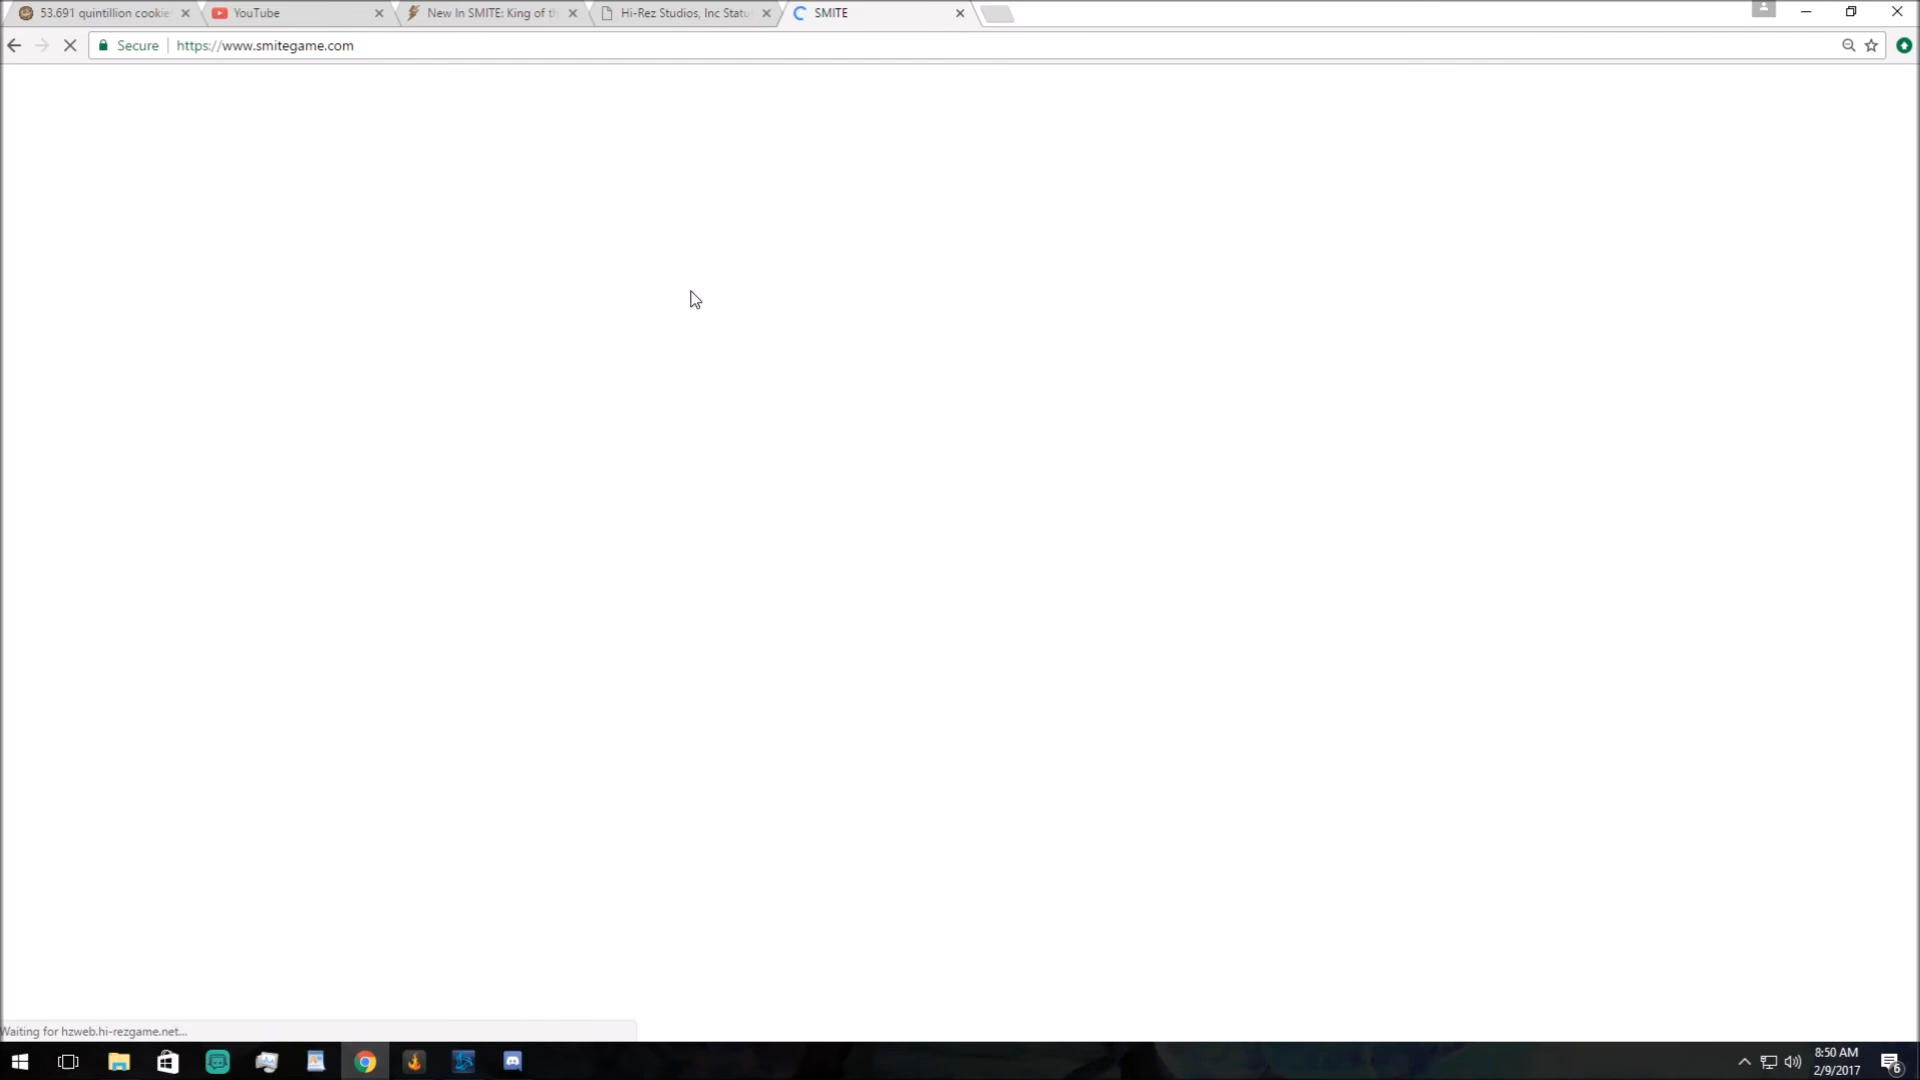 53.691 quintillion cookie
YouTube
New In SMITE: King of th
Hi-Rez Studios, Inc Statu
SMITE
Secure
https://www.smitegame.com
Waiting for hzweb.hi-rezgame.net...
8:50 AM
2/9/2017
6